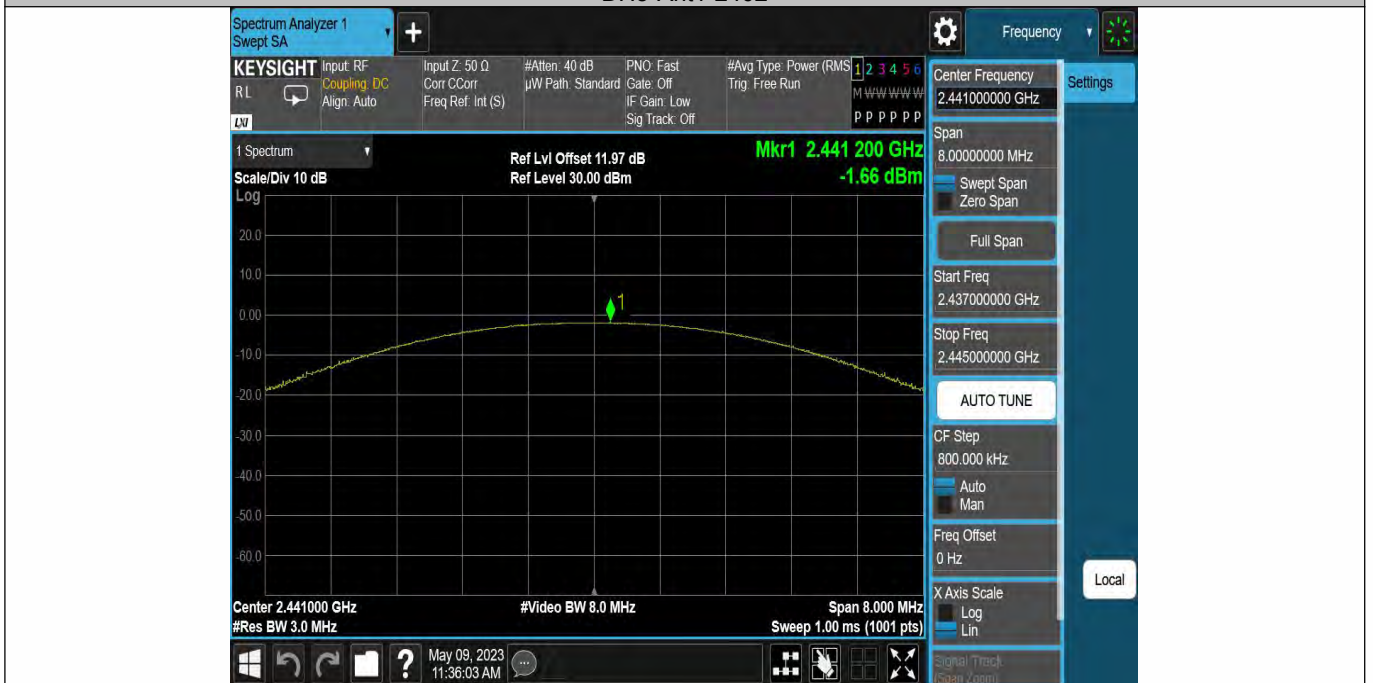 Spectrum Analyzer 1
Swept SA
Frequency
KEYSIGHT
RL
LXI
Input: RF
Coupling: DC
Align: Auto
Input Z: 50 Ω
Corr CCorr
Freq Ref: Int (S)
#Atten: 40 dB
µW Path: Standard
PNO: Fast
Gate: Off
IF Gain: Low
Sig Track: Off
#Avg Type: Power (RMS
Trig: Free Run
1 2 3 4 5 6
M W W W W W
P P P P P P
1 Spectrum
Scale/Div 10 dB
Log
Ref Lvl Offset 11.97 dB
Ref Level 30.00 dBm
Mkr1 2.441 200 GHz
-1.66 dBm
20.0
10.0
0.00
-10.0
-20.0
-30.0
-40.0
-50.0
-60.0
1
Center 2.441000 GHz
#Res BW 3.0 MHz
#Video BW 8.0 MHz
Span 8.000 MHz
Sweep 1.00 ms (1001 pts)
May 09, 2023
11:36:03 AM
Center Frequency
2.441000000 GHz
Settings
Span
8.00000000 MHz
Swept Span
Zero Span
Full Span
Start Freq
2.437000000 GHz
Stop Freq
2.445000000 GHz
AUTO TUNE
CF Step
800.000 kHz
Auto
Man
Freq Offset
0 Hz
X Axis Scale
Log
Lin
Signal Track
(Span Zoom)
Local